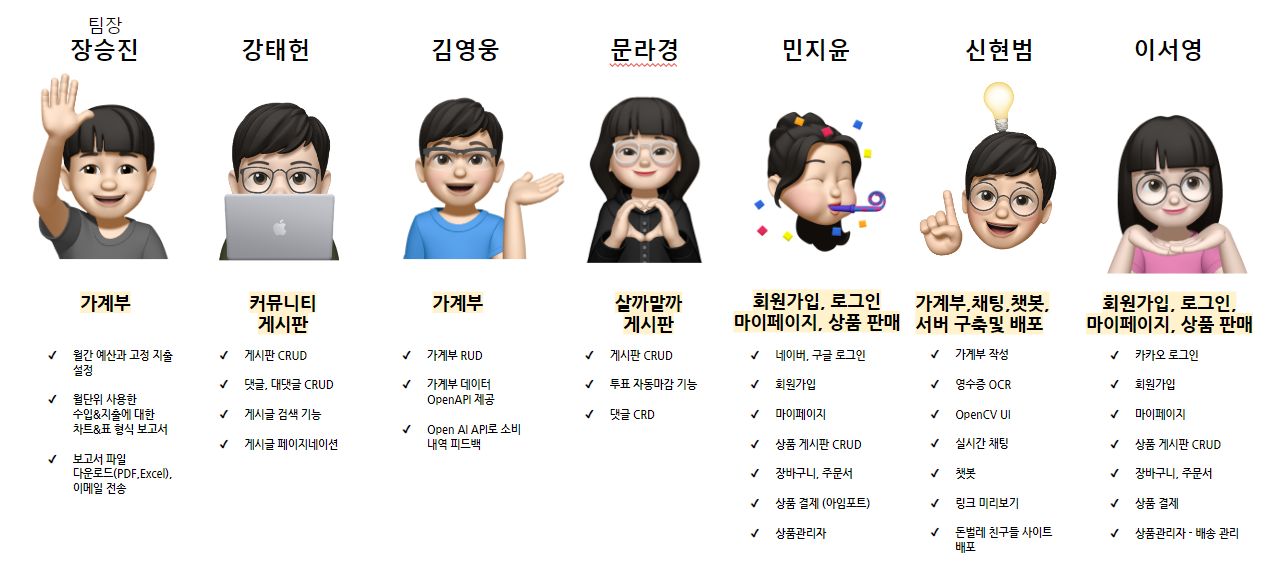 팀장
장승진
강태헌
김영웅
문라경
민지윤
신현범
이서영
가계부
✔ 월간 예산과 고정 지출
설정
✔ 월단위 사용한
수입&지출에 대한
차트&표 형식 보고서
✔ 보고서 파일
다운로드(PDF,Excel),
이메일 전송
커뮤니티
게시판
✔ 게시판 CRUD
✔ 댓글, 대댓글 CRUD
✔ 게시글 검색 기능
✔ 게시글 페이지네이션
가계부
✔ 가계부 RUD
✔ 가계부 데이터
OpenAPI 제공
✔ Open AI API로 소비
내역 피드백
살까말까
게시판
✔ 게시판 CRUD
✔ 투표 자동마감 기능
✔ 댓글 CRD
회원가입, 로그인
마이페이지, 상품 판매
✔ 네이버, 구글 로그인
✔ 회원가입
✔ 마이페이지
✔ 상품 게시판 CRUD
✔ 장바구니, 주문서
✔ 상품 결제 (아임포트)
✔ 상품관리자
가계부,채팅,챗봇,
서버 구축및 배포
✔ 가계부 작성
✔ 영수증 OCR
✔ OpenCV UI
✔ 실시간 채팅
✔ 챗봇
✔ 링크 미리보기
✔ 돈벌레 친구들 사이트
배포
회원가입, 로그인,
마이페이지, 상품 판매
✔ 카카오 로그인
✔ 회원가입
✔ 마이페이지
✔ 상품 게시판 CRUD
✔ 장바구니, 주문서
✔ 상품 결제
✔ 상품관리자 - 배송 관리